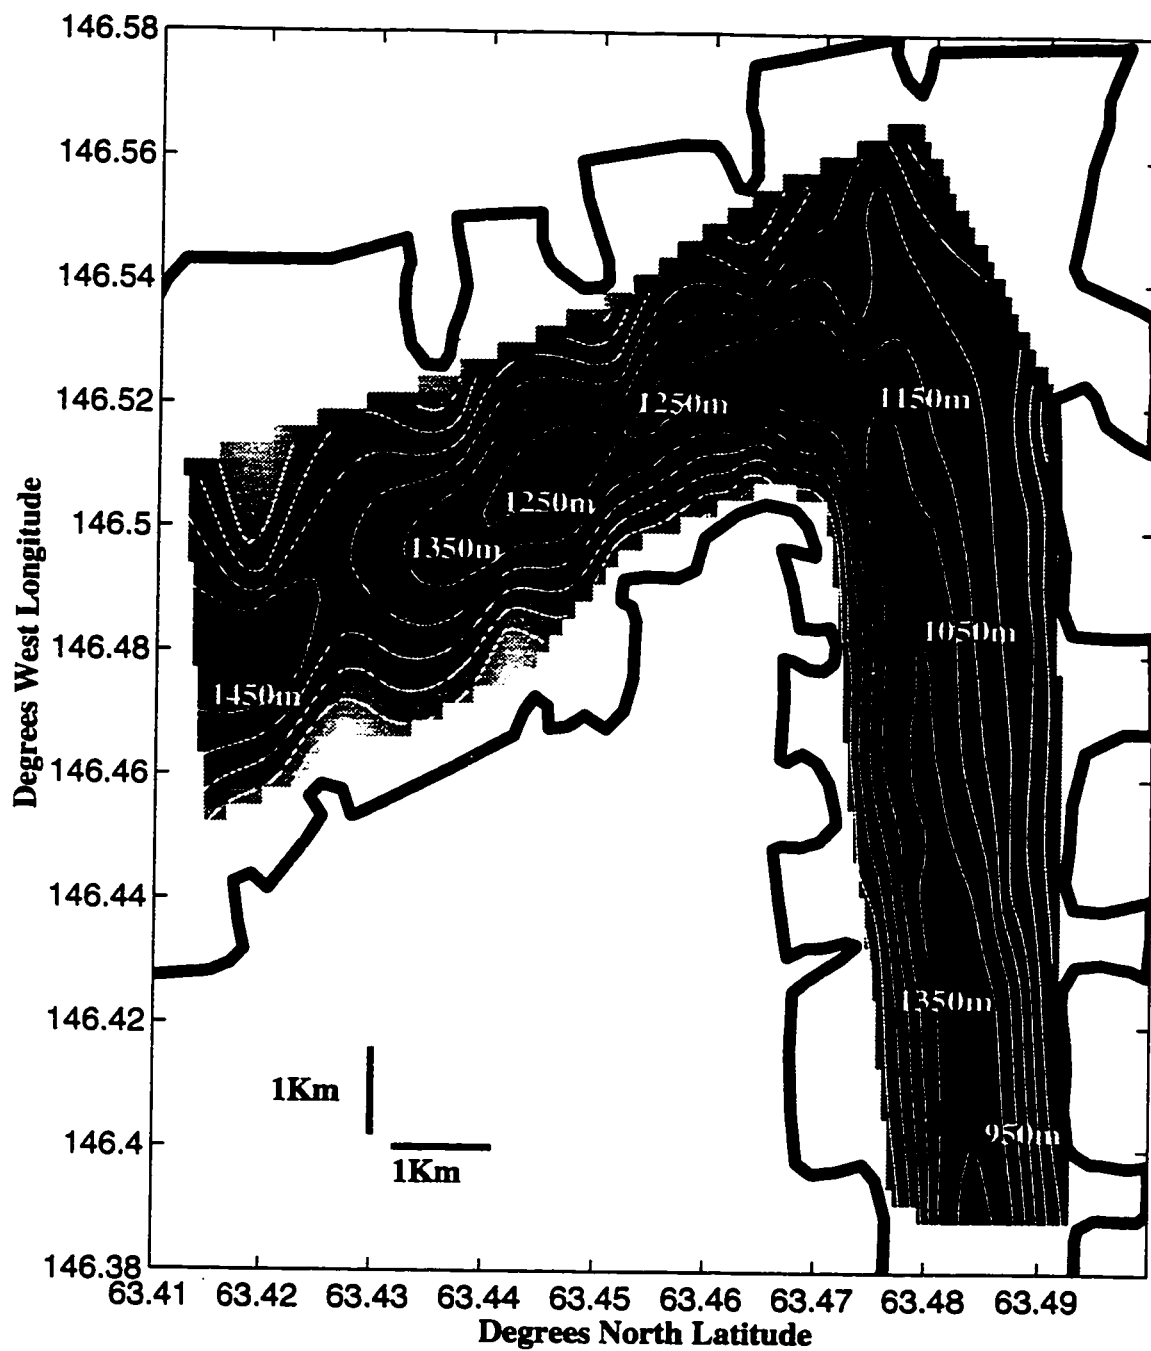 146.58
146.56
146.54
146.52
146.5
146.48
146.46
146.44
146.42
146.4
146.38
Degrees West Longitude
1250m
1150m
1250m
1350m
1050m
1450m
1350m
950m
1Km
1Km
63.41 63.42 63.43 63.44 63.45 63.46 63.47 63.48 63.49
Degrees North Latitude